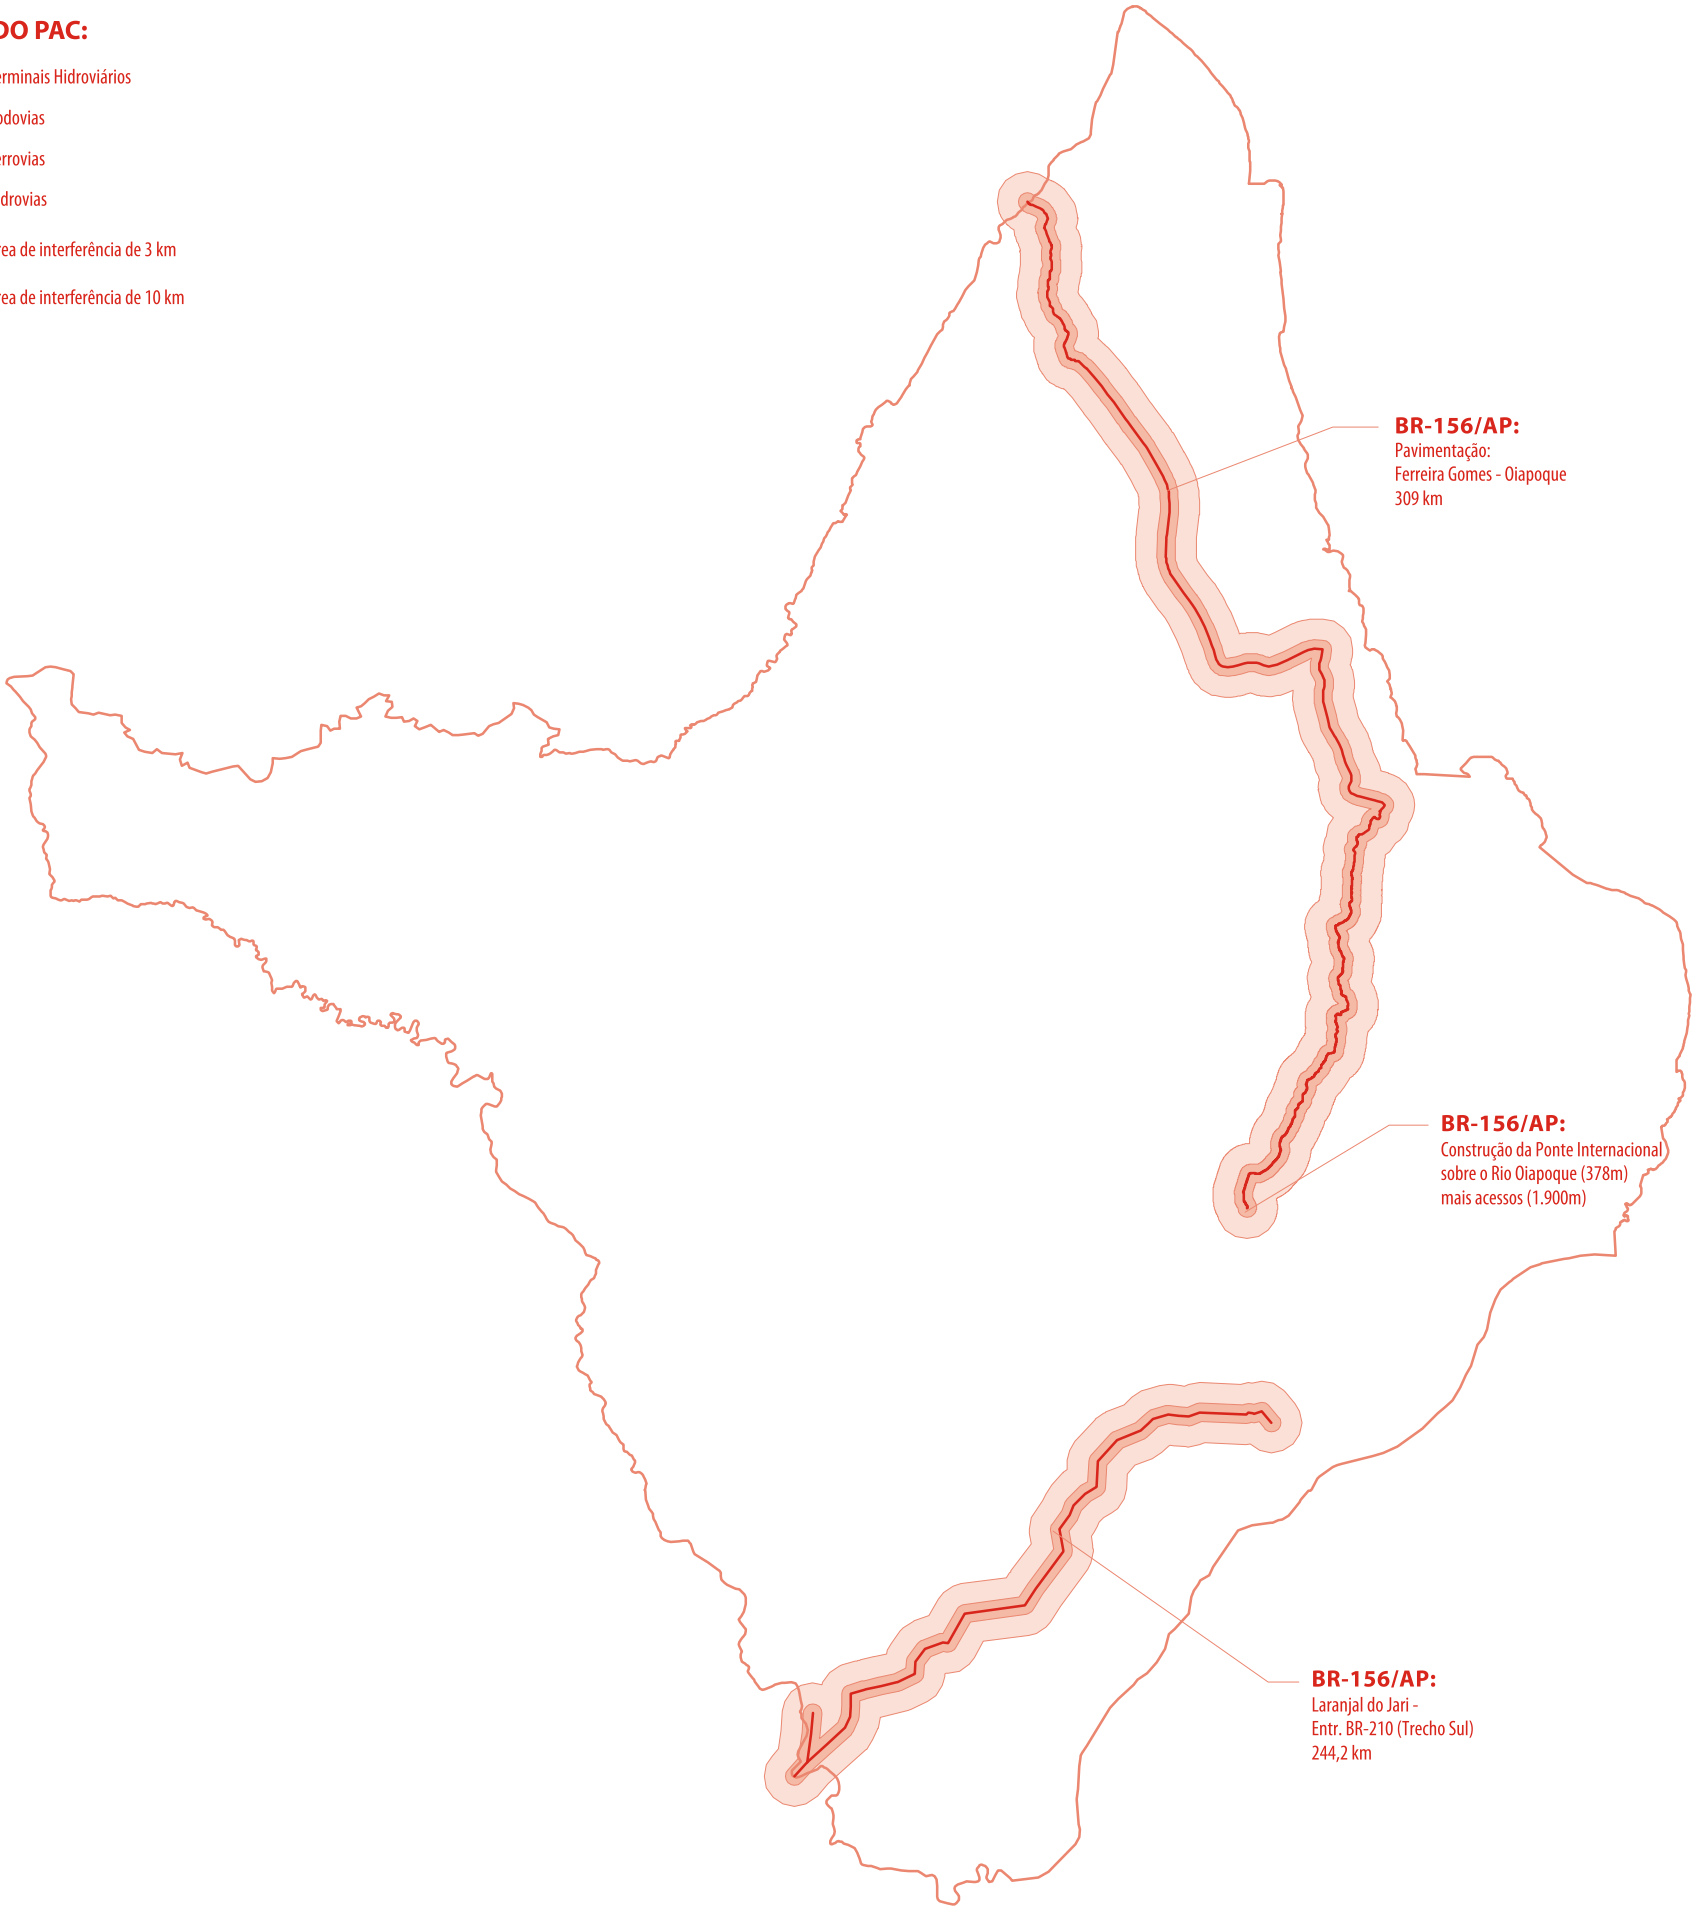 DO PAC:
erminais Hidroviários
odovias
errovias
idrovias
rea de interferência de 3 km
rea de interferência de 10 km
BR-156/AP:
Pavimentação:
Ferreira Gomes - Oiapoque
309 km
BR-156/AP:
Construção da Ponte Internacional
sobre o Rio Oiapoque (378m)
mais acessos (1.900m)
BR-156/AP:
Laranjal do Jari -
Entr. BR-210 (Trecho Sul)
244,2 km